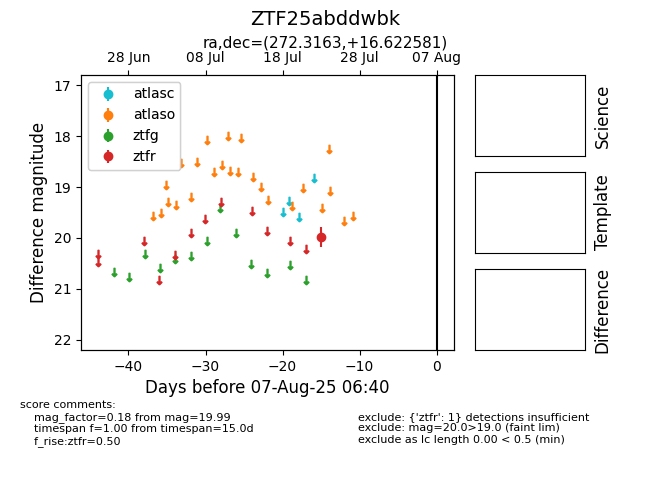 ZTF25abddwbk
ra,dec=(272.3163,+16.622581)
28 Jun 08 Jul 18 Jul 28 Jul 07 Aug
atlasc
atlaso
ztfg
ztfr
17
18
19
20
21
22
Difference magnitude
−40 −30 −20 −10 0
Days before 07-Aug-25 06:40
Science
Template
Difference
score comments:
mag_factor=0.18 from mag=19.99
timespan f=1.00 from timespan=15.0d
f_rise:ztfr=0.50
exclude: {'ztfr': 1} detections insufficient
exclude: mag=20.0>19.0 (faint lim)
exclude as lc length 0.00 < 0.5 (min)